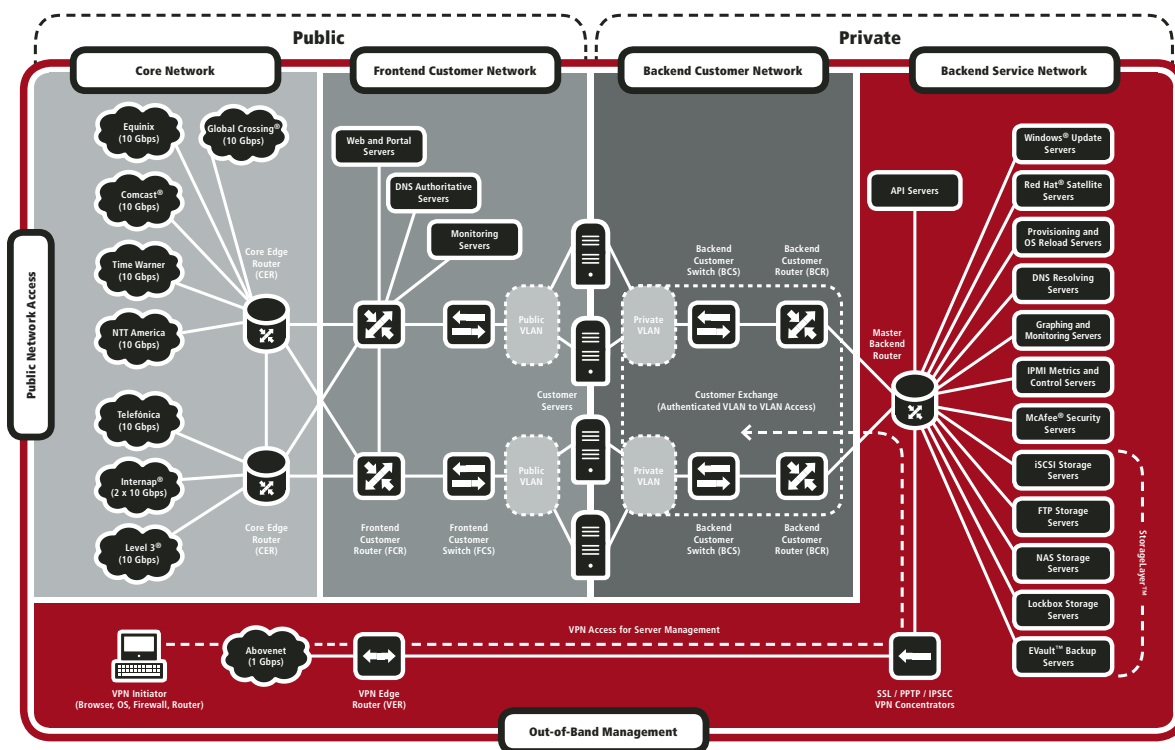 Public
Private
Core Network
Frontend Customer Network
Backend Customer Network
Backend Service Network
Public Network Access
Equinix
(10 Gbps)
Global Crossing®
(10 Gbps)
Comcast®
(10 Gbps)
Time Warner
(10 Gbps)
NTT America
(10 Gbps)
Telefónica
(10 Gbps)
Internap®
(2 x 10 Gbps)
Level 3®
(10 Gbps)
Core Edge
Router
(CER)
Core Edge
Router
(CER)
Web and Portal
Servers
DNS Authoritative
Servers
Monitoring
Servers
Frontend
Customer
Router (FCR)
Frontend
Customer
Switch (FCS)
Public
VLAN
Public
VLAN
Customer
Servers
Private
VLAN
Private
VLAN
Backend
Customer
Switch (BCS)
Backend
Customer
Router (BCR)
Customer Exchange
(Authenticated VLAN to VLAN Access)
Backend
Customer
Switch (BCS)
Backend
Customer
Router (BCR)
API Servers
Master
Backend
Router
Windows® Update
Servers
Red Hat® Satellite
Servers
Provisioning and
OS Reload Servers
DNS Resolving
Servers
Graphing and
Monitoring Servers
IPMI Metrics and
Control Servers
McAfee® Security
Servers
iSCSI Storage
Servers
FTP Storage
Servers
NAS Storage
Servers
Lockbox Storage
Servers
EVault™ Backup
Servers
StorageLayer™
VPN Access for Server Management
VPN Initiator
(Browser, OS, Firewall, Router)
Abovenet
(1 Gbps)
VPN Edge
Router (VER)
SSL / PPTP / IPSEC
VPN Concentrators
Out-of-Band Management